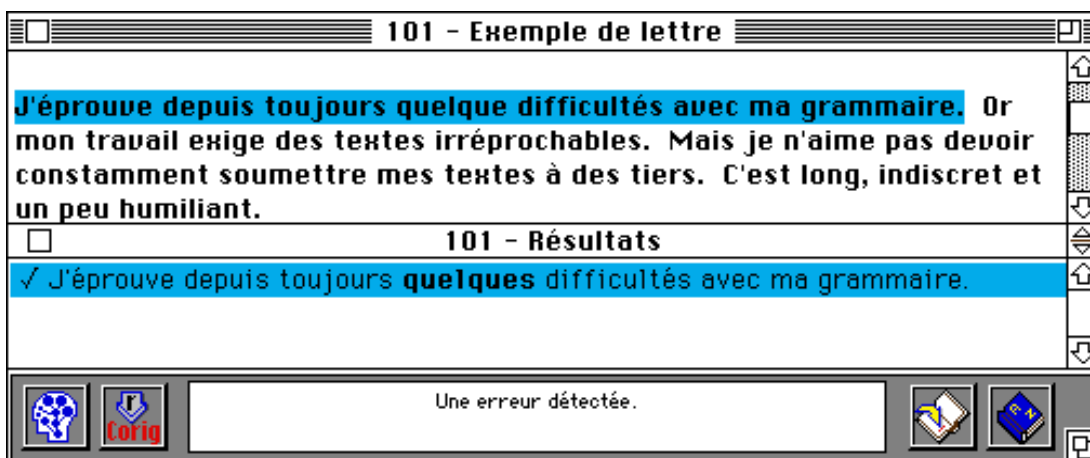 101 - Exemple de lettre
J'éprouve depuis toujours quelque difficultés avec ma grammaire.  Or
mon travail exige des textes irréprochables.  Mais je n'aime pas devoir
constamment soumettre mes textes à des tiers.  C'est long, indiscret et
un peu humiliant.
101 - Résultats
√ J'éprouve depuis toujours quelques difficultés avec ma grammaire.
Une erreur détectée.
r
Corig
A Z